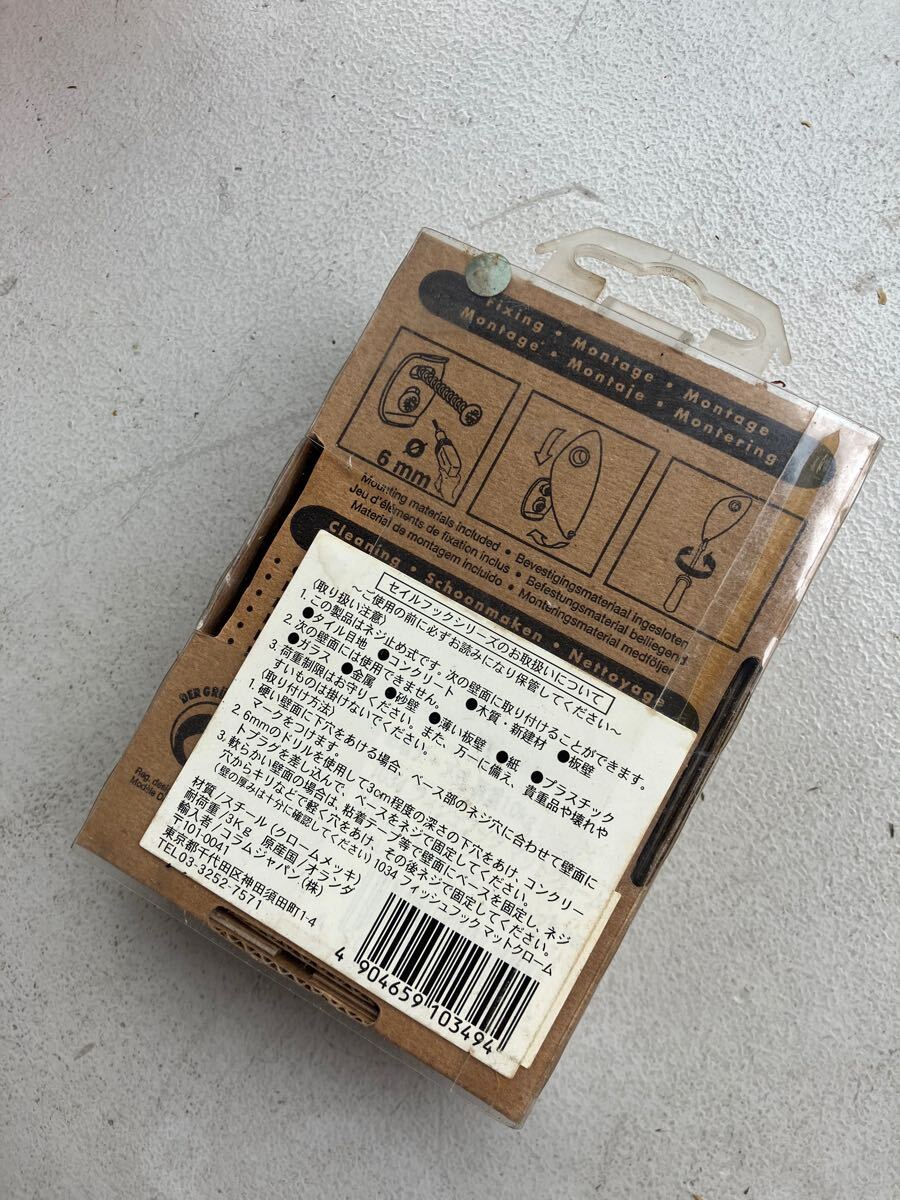 Fixing • Montage • Montage
Montage • Montaje • Montering
Ø
6 mm
Mounting materials included • Bevestigingsmateriaal ingesloten
Jeu d'éléments de fixation inclus • Befestungsmaterial beiliegend
Material de montagem incluido • Monteringsmaterial medföljer
Cleaning • Schoonmaken • Nettoyage
セイルフックシリーズのお取扱いについて
～ご使用の前に必ずお読みになり保管してください～
〈取り扱い注意〉
1. この製品はネジ止め式です。次の壁面に取り付けることができます。
●タイル目地 ●コンクリート ●木質・新建材 ●板壁
2. 次の壁面には使用できません。
●ガラス ●金属 ●砂壁 ●薄い板壁 ●紙 ●プラスチック
3. 荷重制限はお守りください。また、万一に備え、貴重品や壊れや
すいものは掛けないでください。
〈取り付け方法〉
1. 硬い壁面に下穴をあける場合、ベース部のネジ穴に合わせて壁面に
マークをつけます。
2. 6mmのドリルを使用して3cm程度の深さの下穴をあけ、コンクリー
トプラグを差し込んで、ベースをネジで固定してください。
3. 軟らかい壁面の場合は、粘着テープ等で壁面にベースを固定し、ネジ
穴からキリなどで軽く穴をあけ、その後ネジで固定してください。
(壁の厚みは十分に確認してください) 1034 フィッシュフック マットクローム
材質／スチール(クロームメッキ)
耐荷重／3Kg 原産国／オランダ
輸入者／コラムジャパン(株)
〒101-0041
東京都千代田区神田須田町1-4
TEL03-3252-7571
4 904659 103494
Reg. des
Modèle D